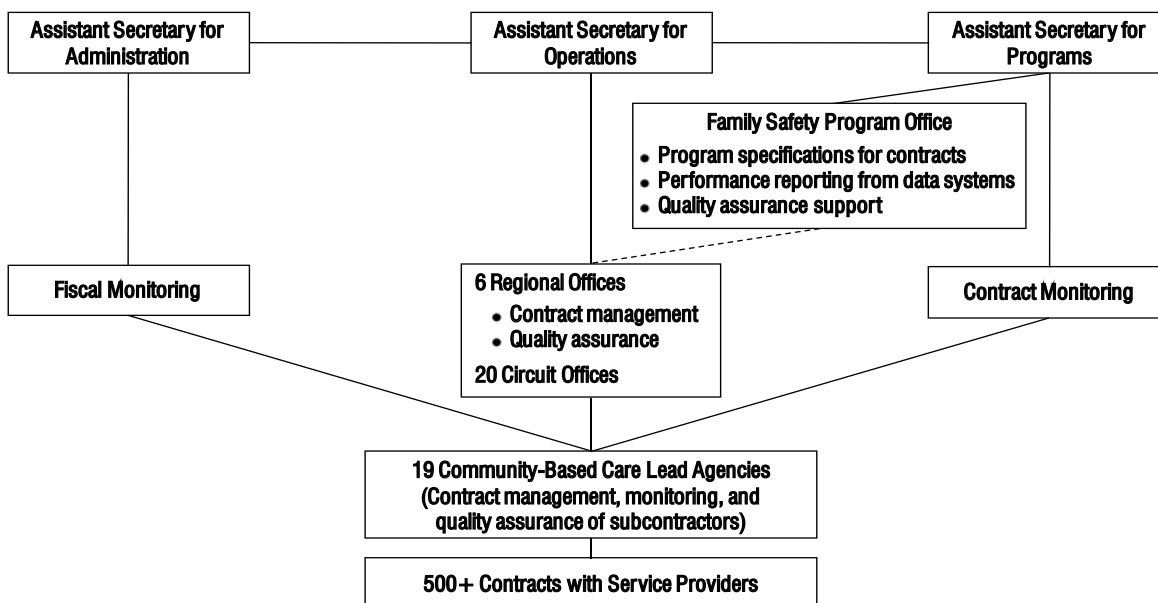 Assistant Secretary for
Administration
Assistant Secretary for
Operations
Assistant Secretary for
Programs
Family Safety Program Office
• Program specifications for contracts
• Performance reporting from data systems
• Quality assurance support
Fiscal Monitoring
6 Regional Offices
• Contract management
• Quality assurance
20 Circuit Offices
Contract Monitoring
19 Community-Based Care Lead Agencies
(Contract management, monitoring, and
quality assurance of subcontractors)
500+ Contracts with Service Providers